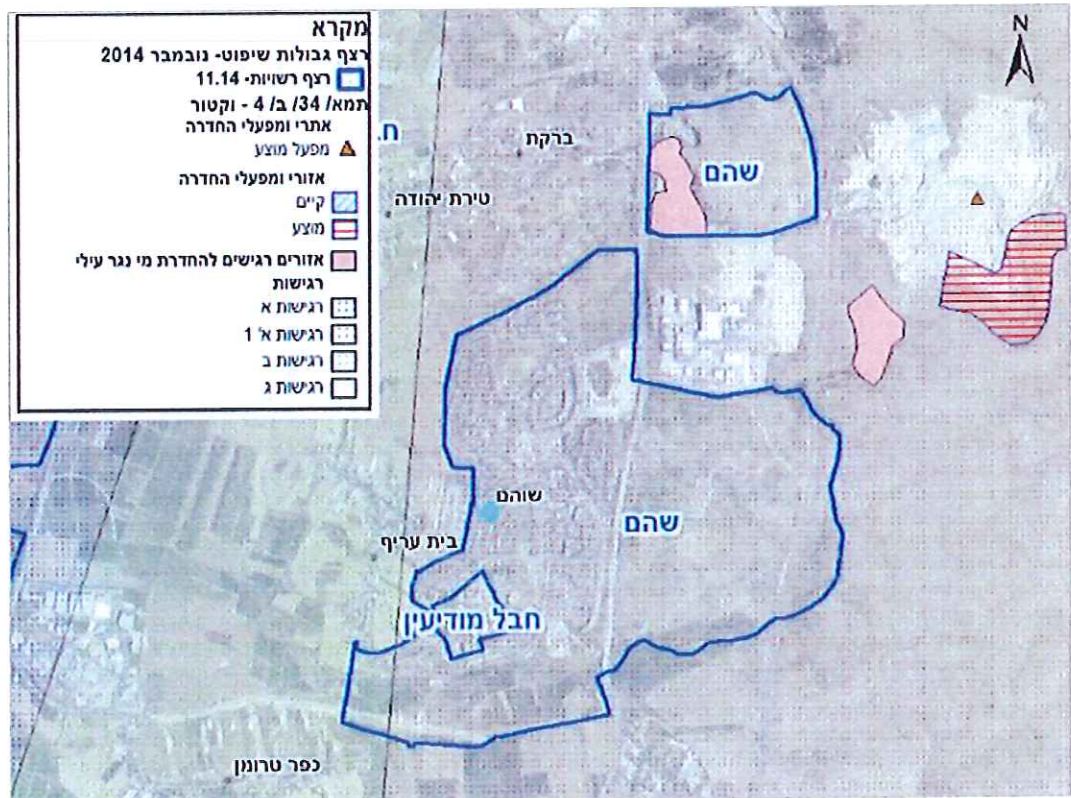 מקרא
רצף גבולות שיפוט- נובמבר 2014
רצף רשויות- 11.14
תמא/ 34/ ב/ 4 - וקטור
אתרי ומפעלי החדרה
מפעל מוצע
אזורי ומפעלי החדרה
קיים
מוצע
אזורים רגישים להחדרת מי נגר עילי
רגישות
רגישות א
רגישות א' 1
רגישות ב
רגישות ג
N
ח.
ברקת
שהם
טירת יהודה
שוהם
שהם
בית עריף
חבל מודיעין
כפר טרומן